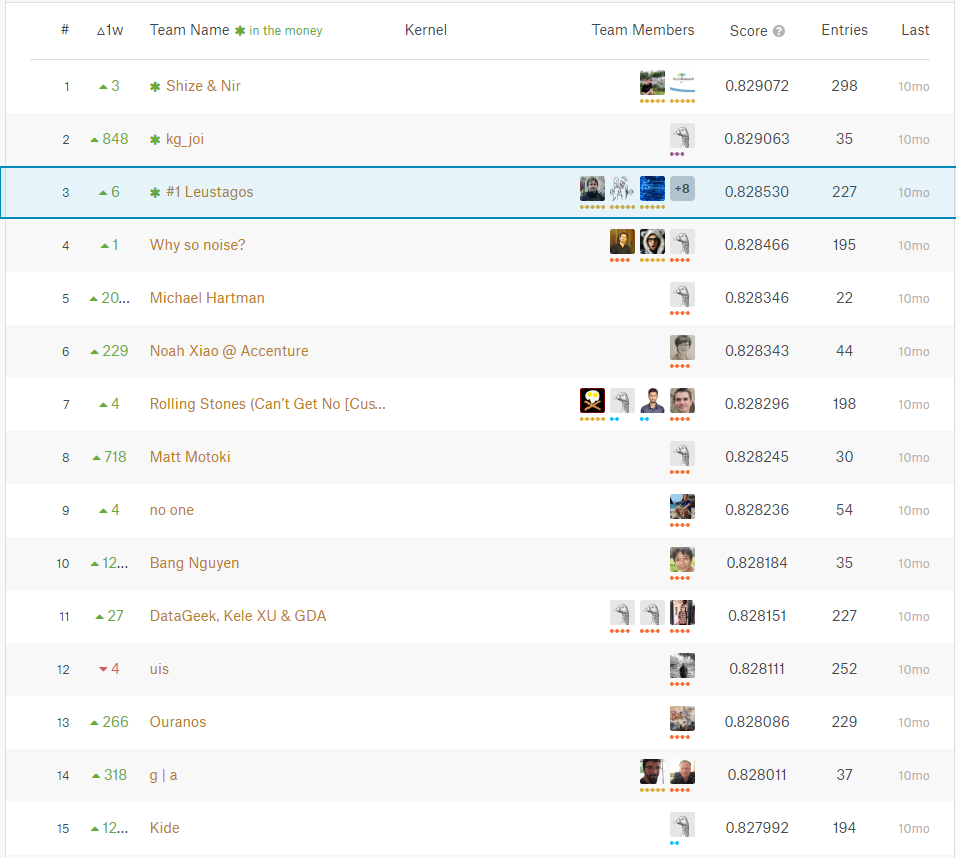 # △1w Team Name ✱ in the money Kernel Team Members Score ? Entries Last
1 ▲ 3 ✱ Shize & Nir 0.829072 298 10mo
2 ▲ 848 ✱ kg_joi 0.829063 35 10mo
3 ▲ 6 ✱ #1 Leustagos +8 0.828530 227 10mo
4 ▲ 1 Why so noise? 0.828466 195 10mo
5 ▲ 20... Michael Hartman 0.828346 22 10mo
6 ▲ 229 Noah Xiao @ Accenture 0.828343 44 10mo
7 ▲ 4 Rolling Stones (Can't Get No [Cus... 0.828296 198 10mo
8 ▲ 718 Matt Motoki 0.828245 30 10mo
9 ▲ 4 no one 0.828236 54 10mo
10 ▲ 12... Bang Nguyen 0.828184 35 10mo
11 ▲ 27 DataGeek, Kele XU & GDA 0.828151 227 10mo
12 ▼ 4 uis 0.828111 252 10mo
13 ▲ 266 Ouranos 0.828086 229 10mo
14 ▲ 318 g | a 0.828011 37 10mo
15 ▲ 12... Kide 0.827992 194 10mo